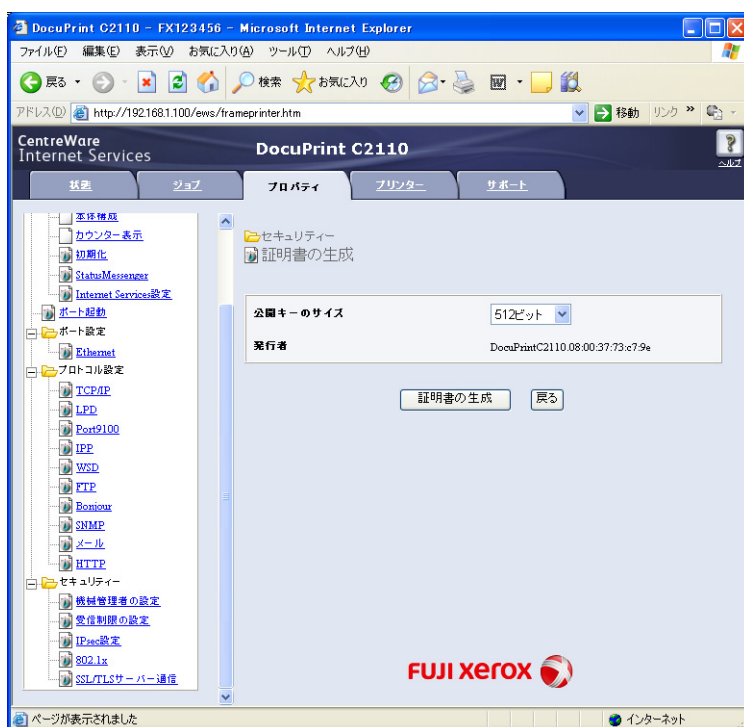 DocuPrint C2110 - FX123456 - Microsoft Internet Explorer
ファイル(F) 編集(E) 表示(V) お気に入り(A) ツール(T) ヘルプ(H)
戻る 検索 お気に入り
アドレス(D) http://192.168.1.100/ews/frameprinter.htm 移動 リンク »
CentreWare
Internet Services
DocuPrint C2110
ヘルプ
状態 ジョブ プロパティ プリンター サポート
本体構成
カウンター表示
初期化
StatusMessenger
Internet Services設定
ポート起動
ポート設定
Ethernet
プロトコル設定
TCP/IP
LPD
Port9100
IPP
WSD
FTP
Bonjour
SNMP
メール
HTTP
セキュリティー
機械管理者の設定
受信制限の設定
IPsec設定
802.1x
SSL/TLSサーバー通信
セキュリティー
証明書の生成
公開キーのサイズ 512ビット
発行者 DocuPrintC2110.08:00:37:73:c7:9e
証明書の生成 戻る
FUJI xerox
ページが表示されました インターネット